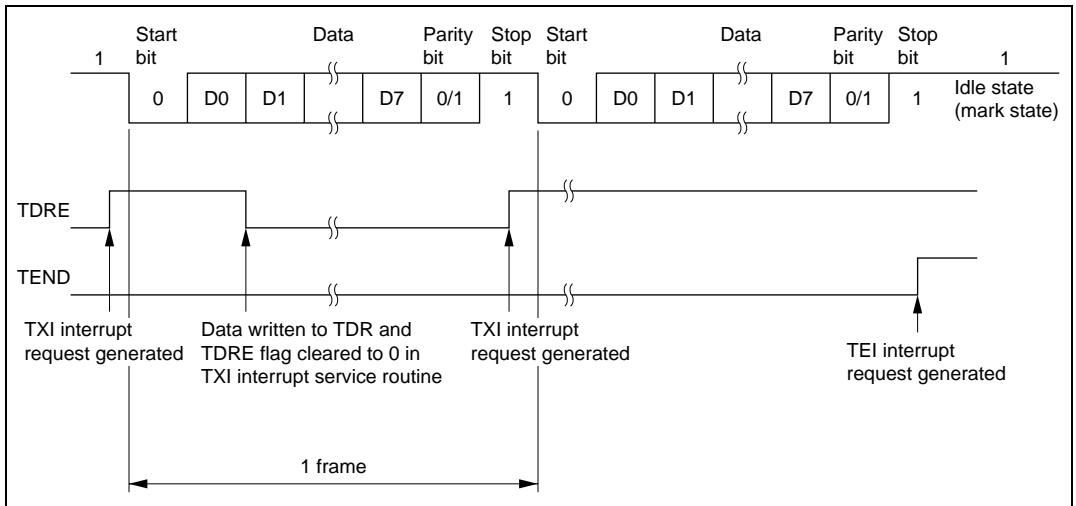 Start bit Data Parity bit Stop bit Start bit Data Parity bit Stop bit
1 1
0 D0 D1 D7 0/1 1 0 D0 D1 D7 0/1 1 Idle state (mark state)
TDRE
TEND
TXI interrupt
request generated
Data written to TDR and
TDRE flag cleared to 0 in
TXI interrupt service routine
TXI interrupt
request generated
TEI interrupt
request generated
1 frame